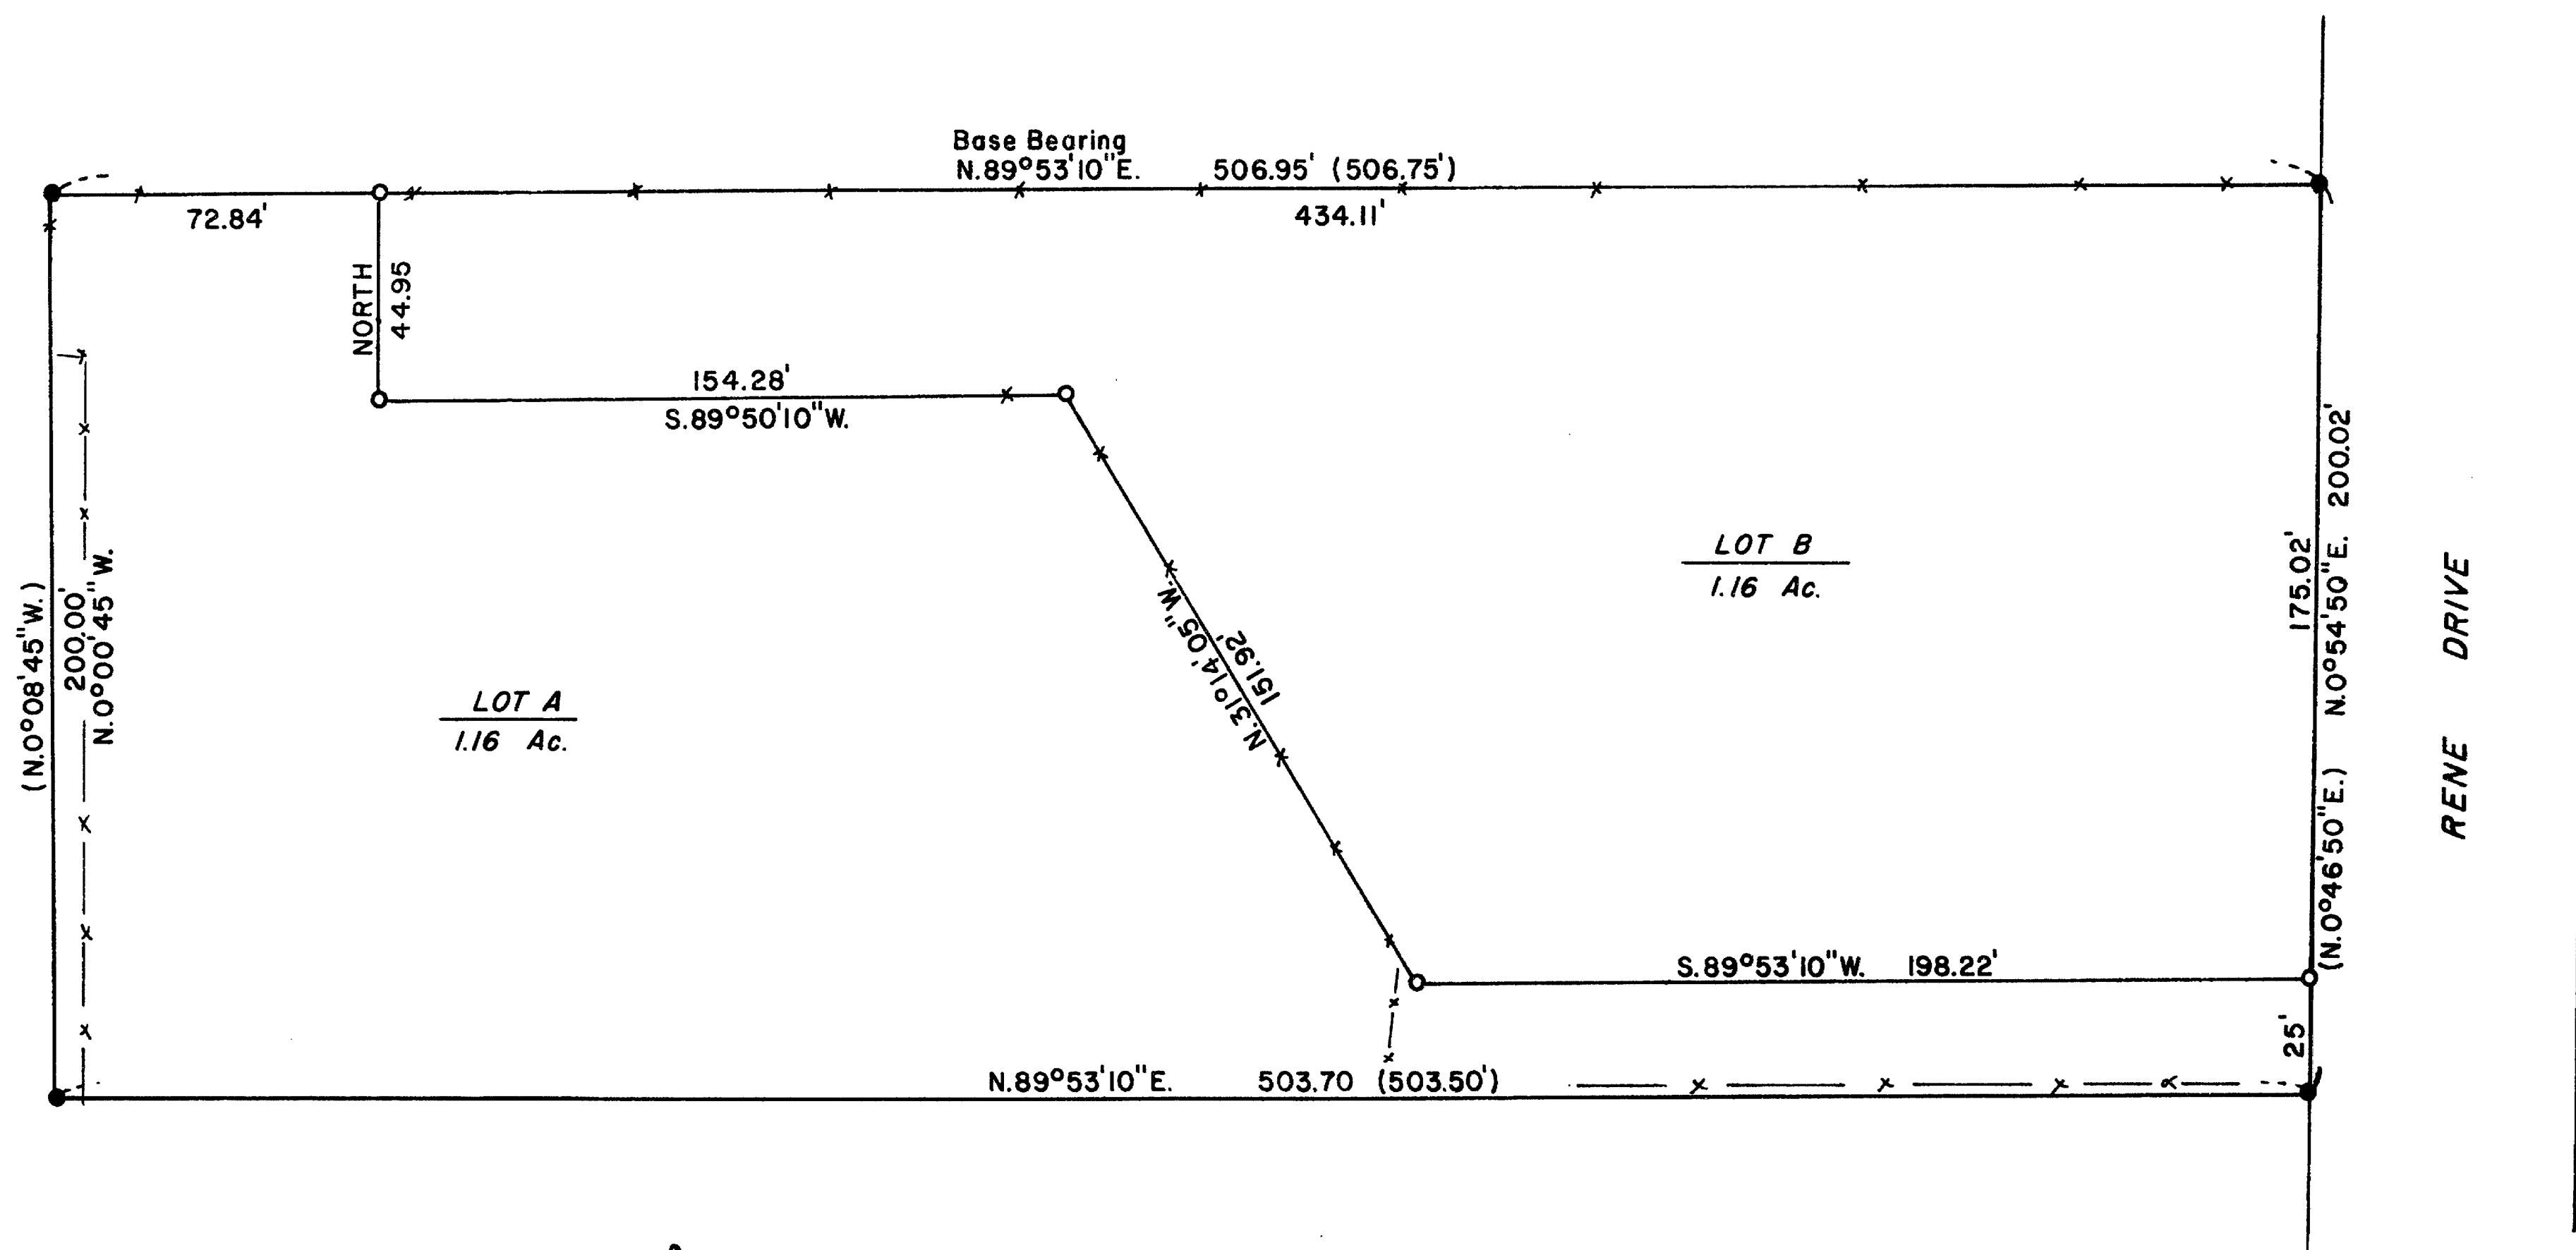 Base Bearing
N.89°53'10"E. 506.95' (506.75')
72.84'
434.11'
NORTH
44.95
154.28'
S.89°50'10"W.
(N.0°08'45"W.)
200.00'
N.0°00'45"W.
LOT A
1.16 Ac.
N.31°14'05"W.
151.92'
LOT B
1.16 Ac.
175.02'
(N.0°46'50"E.) N.0°54'50"E. 200.02'
RENE DRIVE
S.89°53'10"W. 198.22'
25'
N.89°53'10"E. 503.70 (503.50')